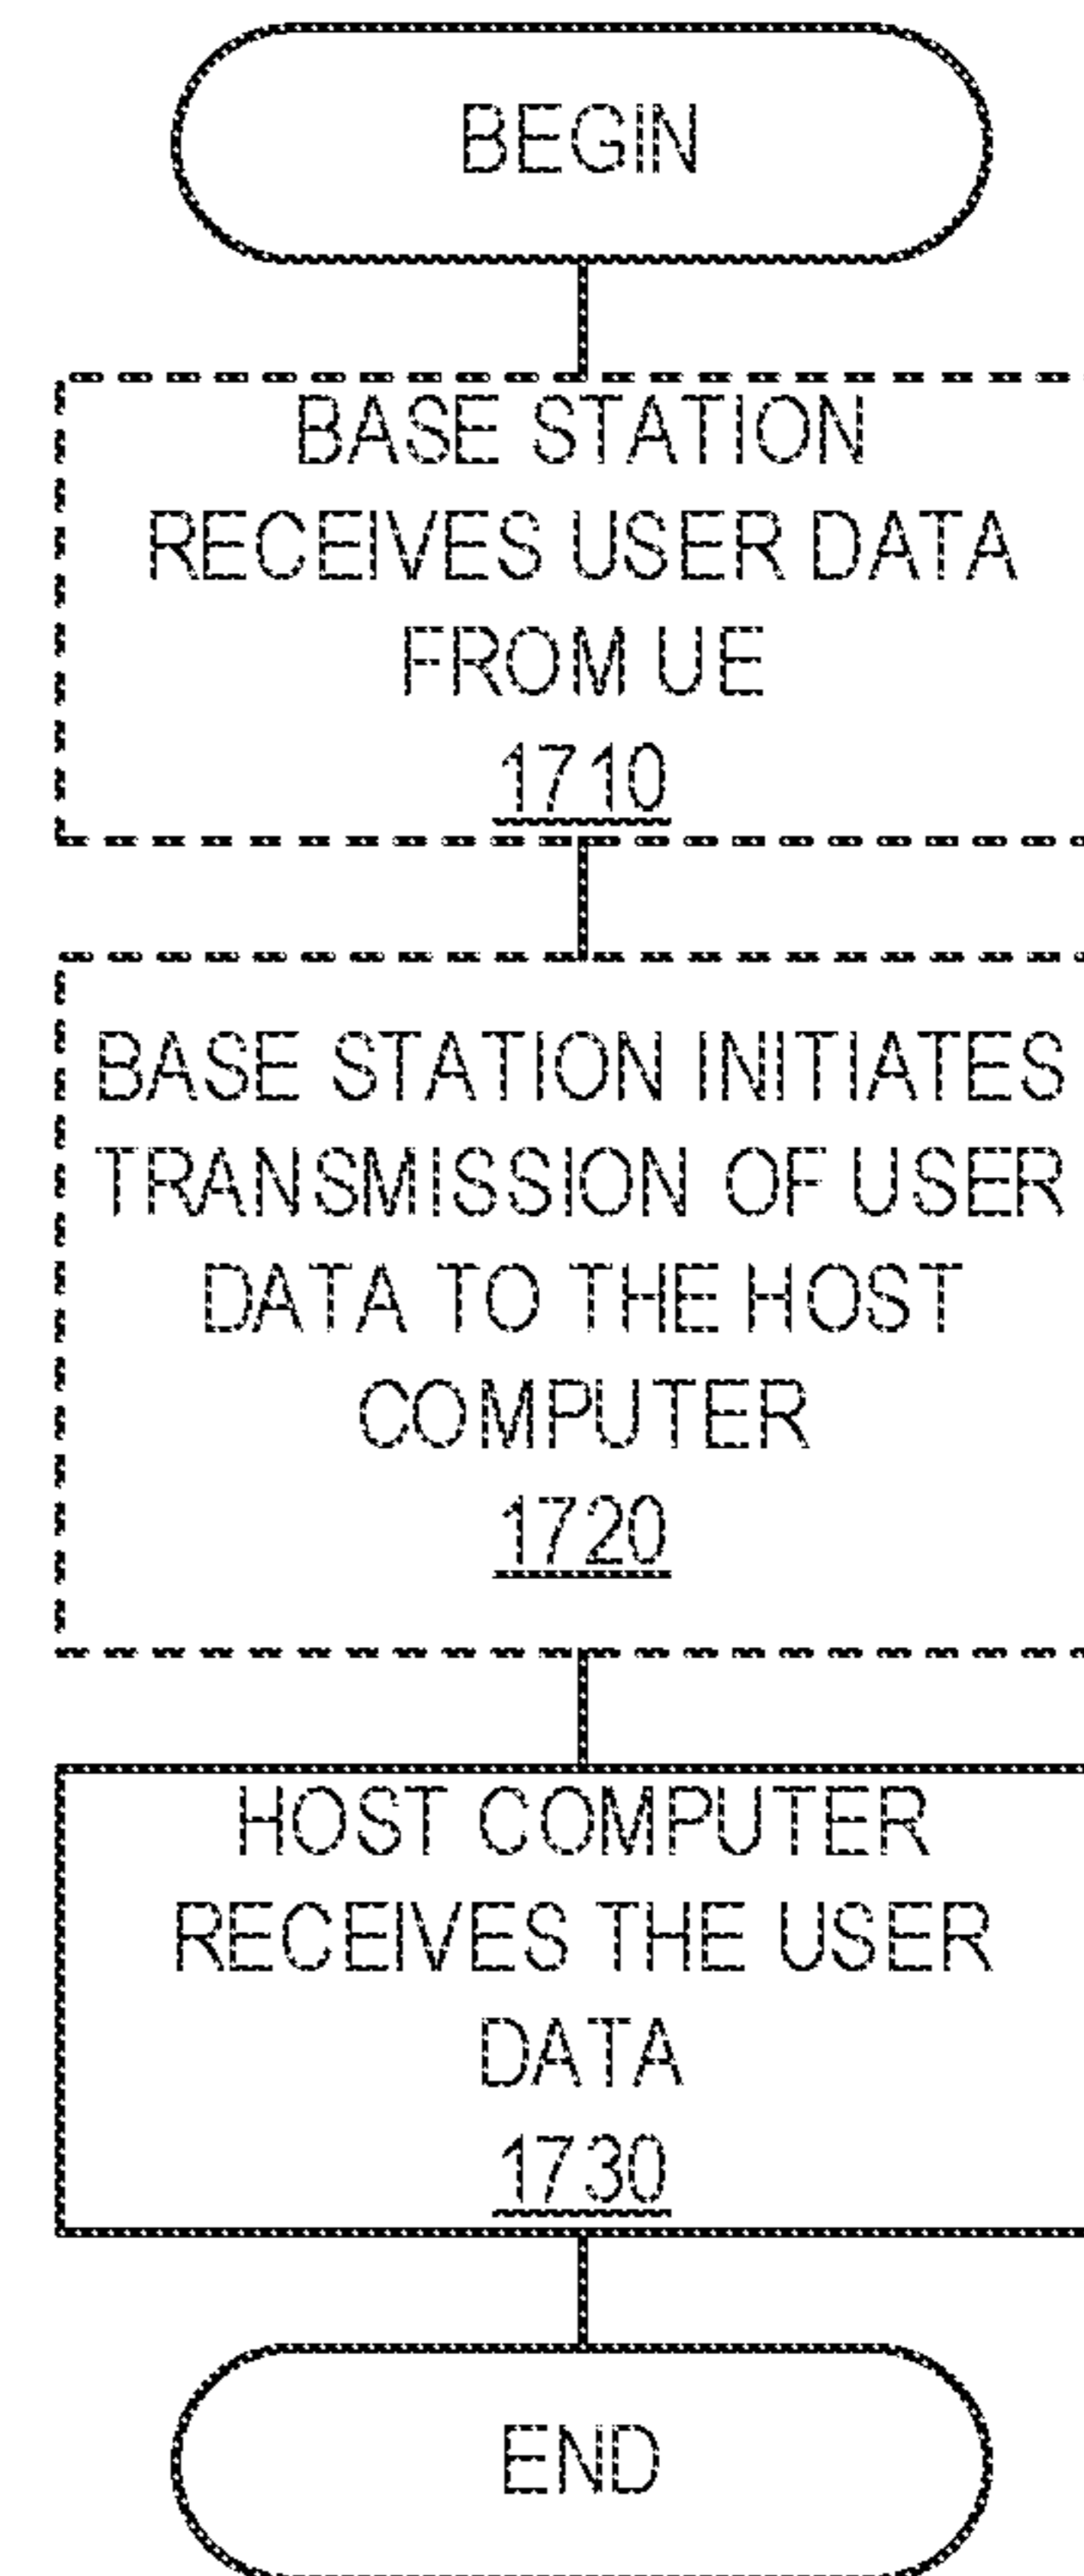 BEGIN
BASE STATION
RECEIVES USER DATA
FROM UE
1710
BASE STATION INITIATES
TRANSMISSION OF USER
DATA TO THE HOST
COMPUTER
1720
HOST COMPUTER
RECEIVES THE USER
DATA
1730
END